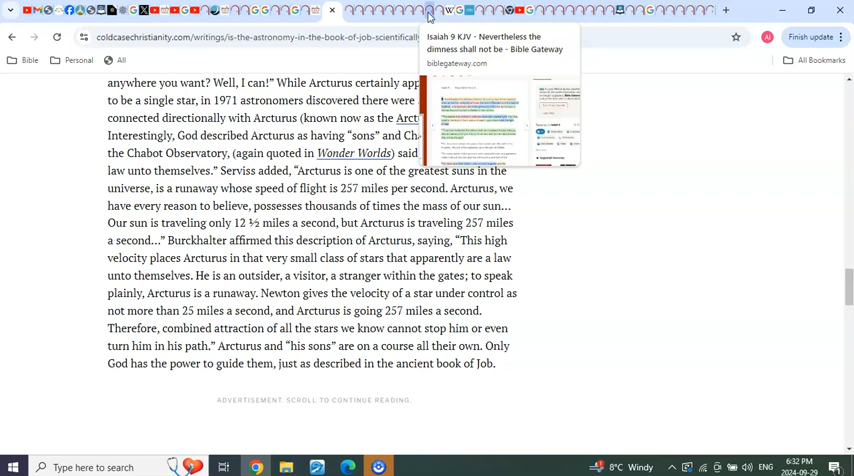 Finish update
coldcasechristianity.com/writings/is-the-astronomy-in-the-book-of-job-scientifically
Isaiah 9 KJV - Nevertheless the
dimness shall not be - Bible Gateway
biblegateway.com
Bible
Personal
All
All Bookmarks
anywhere you want? Well, I can!” While Arcturus certainly app
to be a single star, in 1971 astronomers discovered there were
connected directionally with Arcturus (known now as the Arct
Interestingly, God described Arcturus as having “sons” and Ch
the Chabot Observatory, (again quoted in Wonder Worlds) said
law unto themselves.” Serviss added, “Arcturus is one of the greatest suns in the
universe, is a runaway whose speed of flight is 257 miles per second. Arcturus, we
have every reason to believe, possesses thousands of times the mass of our sun…
Our sun is traveling only 12 ½ miles a second, but Arcturus is traveling 257 miles
a second…” Burckhalter affirmed this description of Arcturus, saying, “This high
velocity places Arcturus in that very small class of stars that apparently are a law
unto themselves. He is an outsider, a visitor, a stranger within the gates; to speak
plainly, Arcturus is a runaway. Newton gives the velocity of a star under control as
not more than 25 miles a second, and Arcturus is going 257 miles a second.
Therefore, combined attraction of all the stars we know cannot stop him or even
turn him in his path.” Arcturus and “his sons” are on a course all their own. Only
God has the power to guide them, just as described in the ancient book of Job.
ADVERTISEMENT. SCROLL TO CONTINUE READING.
Type here to search
8°C Windy
ENG
6:32 PM
2024-09-29